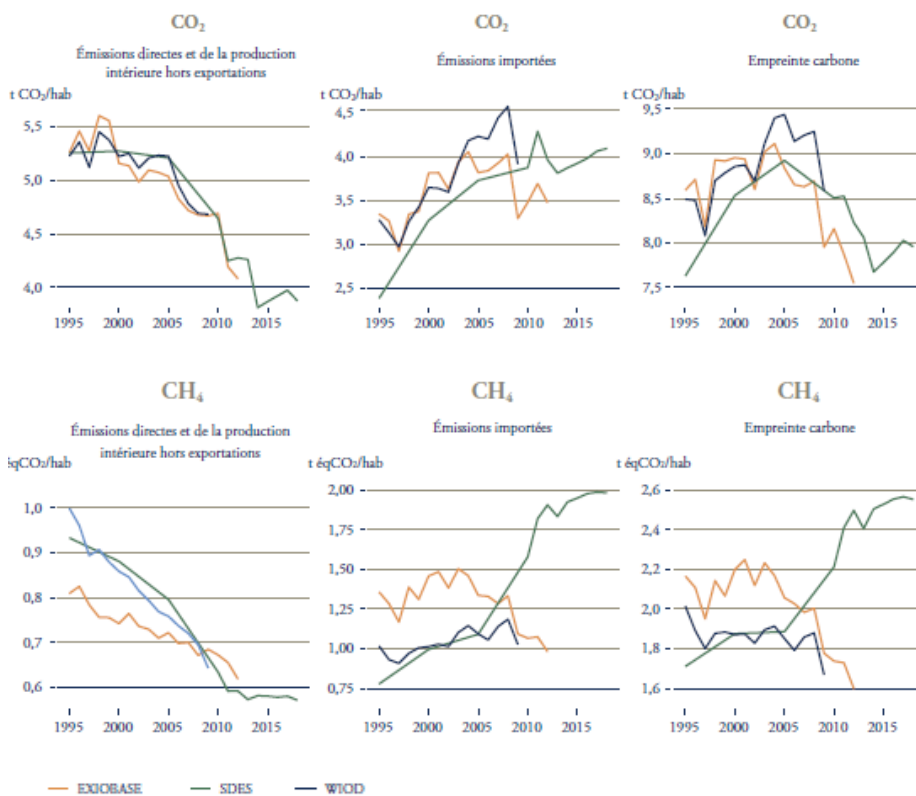 CO₂
Émissions directes et de la production
intérieure hors exportations
t CO₂/hab
5,5
5,0
4,5
4,0
1995 2000 2005 2010 2015
CO₂
Émissions importées
t CO₂/hab
4,5
4,0
3,5
3,0
2,5
1995 2000 2005 2010 2015
CO₂
Empreinte carbone
t CO₂/hab
9,5
9,0
8,5
8,0
7,5
1995 2000 2005 2010 2015
CH₄
Émissions directes et de la production
intérieure hors exportations
éqCO₂/hab
1,0
0,9
0,8
0,7
0,6
1995 2000 2005 2010 2015
CH₄
Émissions importées
t éqCO₂/hab
2,00
1,75
1,50
1,25
1,00
0,75
1995 2000 2005 2010 2015
CH₄
Empreinte carbone
t éqCO₂/hab
2,6
2,4
2,2
2,0
1,8
1,6
1995 2000 2005 2010 2015
EXIOBASE SDES WIOD